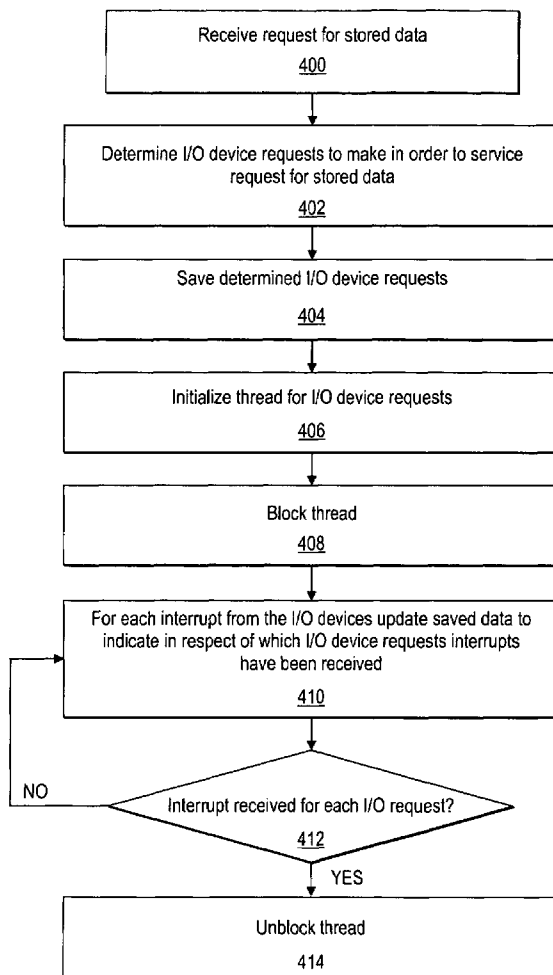 Receive request for stored data
400
Determine I/O device requests to make in order to service
request for stored data
402
Save determined I/O device requests
404
Initialize thread for I/O device requests
406
Block thread
408
For each interrupt from the I/O devices update saved data to
indicate in respect of which I/O device requests interrupts
have been received
410
NO
Interrupt received for each I/O request?
412
YES
Unblock thread
414